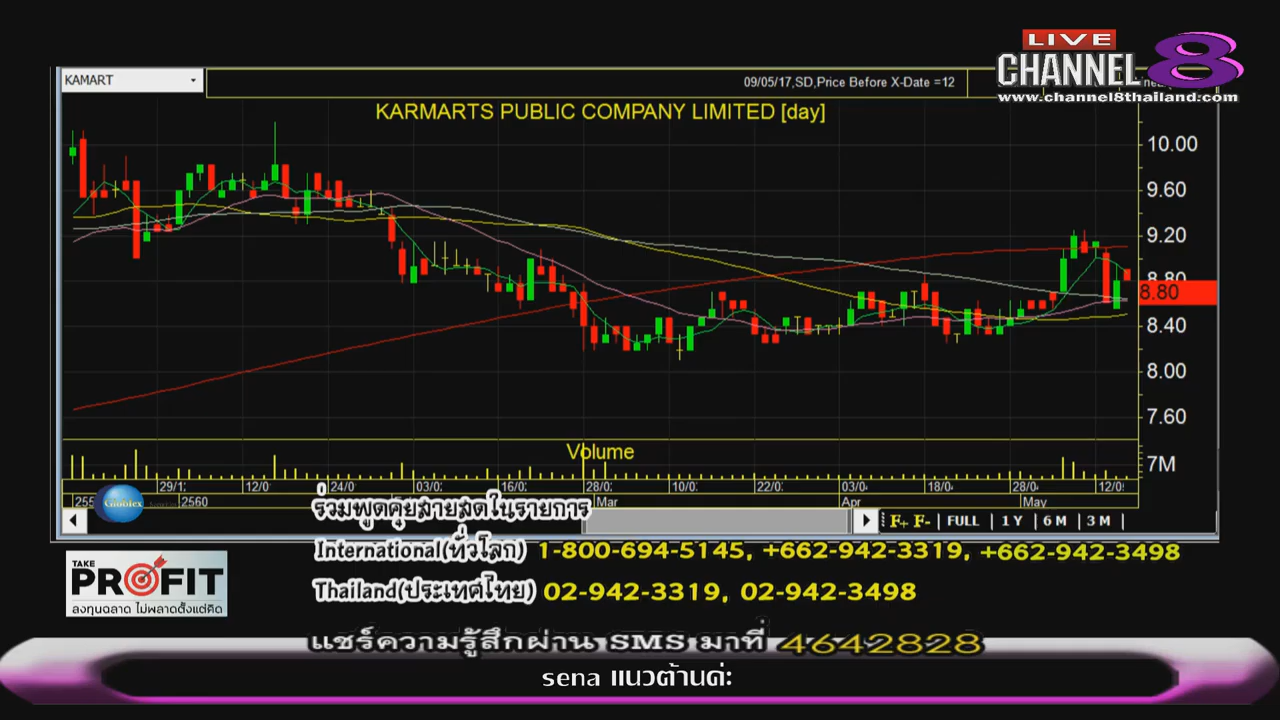 LIVE
CHANNEL 8
www.channel8thailand.com
KAMART
09/05/17,SD,Price Before X-Date =12
KARMARTS PUBLIC COMPANY LIMITED [day]
10.00
9.60
9.20
8.80
8.80
8.40
8.00
7.60
Volume
7M
29/1: 12/0 24/0 03/0: 16/0: 28/0: 10/0: 22/0: 03/0 18/0 28/0: 12/0
255 2560 Mar Apr May
Globlex
ร่วมพูดคุยสายสดในรายการ
F+ F- FULL 1 Y 6 M 3 M
International(ทั่วโลก) 1-800-694-5145, +662-942-3319, +662-942-3498
TAKE PROFIT
ลงทุนฉลาด ไม่พลาดตั้งแต่คิด
Thailand(ประเทศไทย) 02-942-3319, 02-942-3498
แชร์ความรู้สึกผ่าน SMS มาที่ 4642828
sena แนวต้านค่ะ